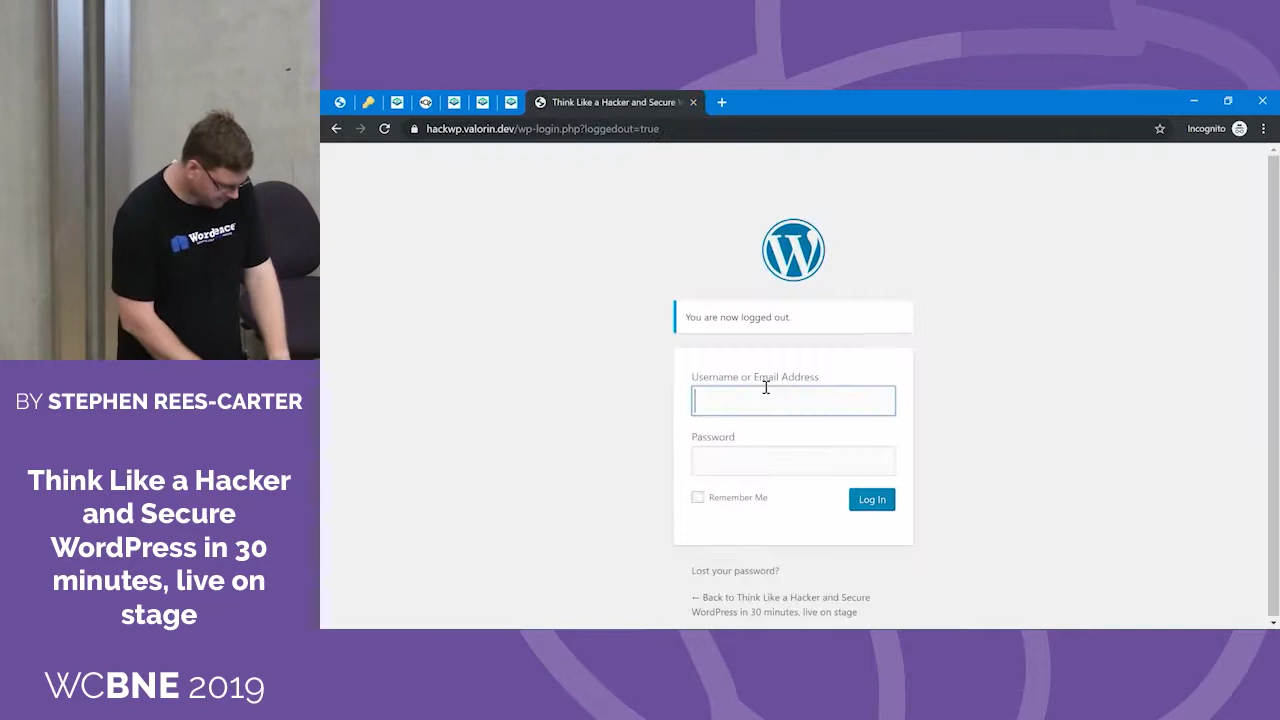 Think Like a Hacker and Secure
hackwp.valorin.dev/wp-login.php?loggedout=true
Incognito
You are now logged out.
Username or Email Address
Password
Remember Me
Log In
Lost your password?
← Back to Think Like a Hacker and Secure
WordPress in 30 minutes, live on stage
Wordfence
BY STEPHEN REES-CARTER
Think Like a Hacker
and Secure
WordPress in 30
minutes, live on
stage
WCBNE 2019